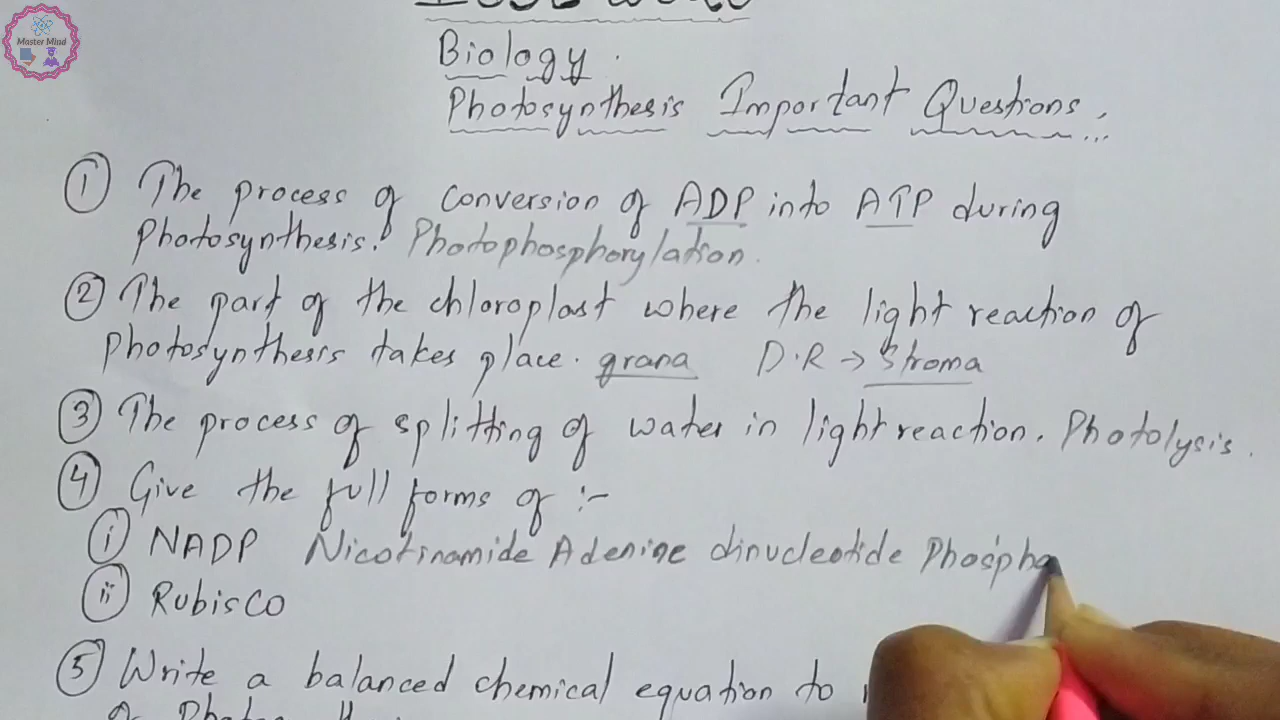 Master Mind
Biology.
Photosynthesis Important Questions,
① The process of conversion of ADP into ATP during
Photosynthesis. Photophosphorylation.
② The part of the chloroplast where the light reaction of
Photosynthesis takes place. grana D.R → Stroma
③ The process of splitting of water in light reaction. Photolysis.
④ Give the full forms of :-
ⓘ NADP Nicotinamide Adenine dinucleotide Phospha
ii RubisCO
⑤ Write a balanced chemical equation to